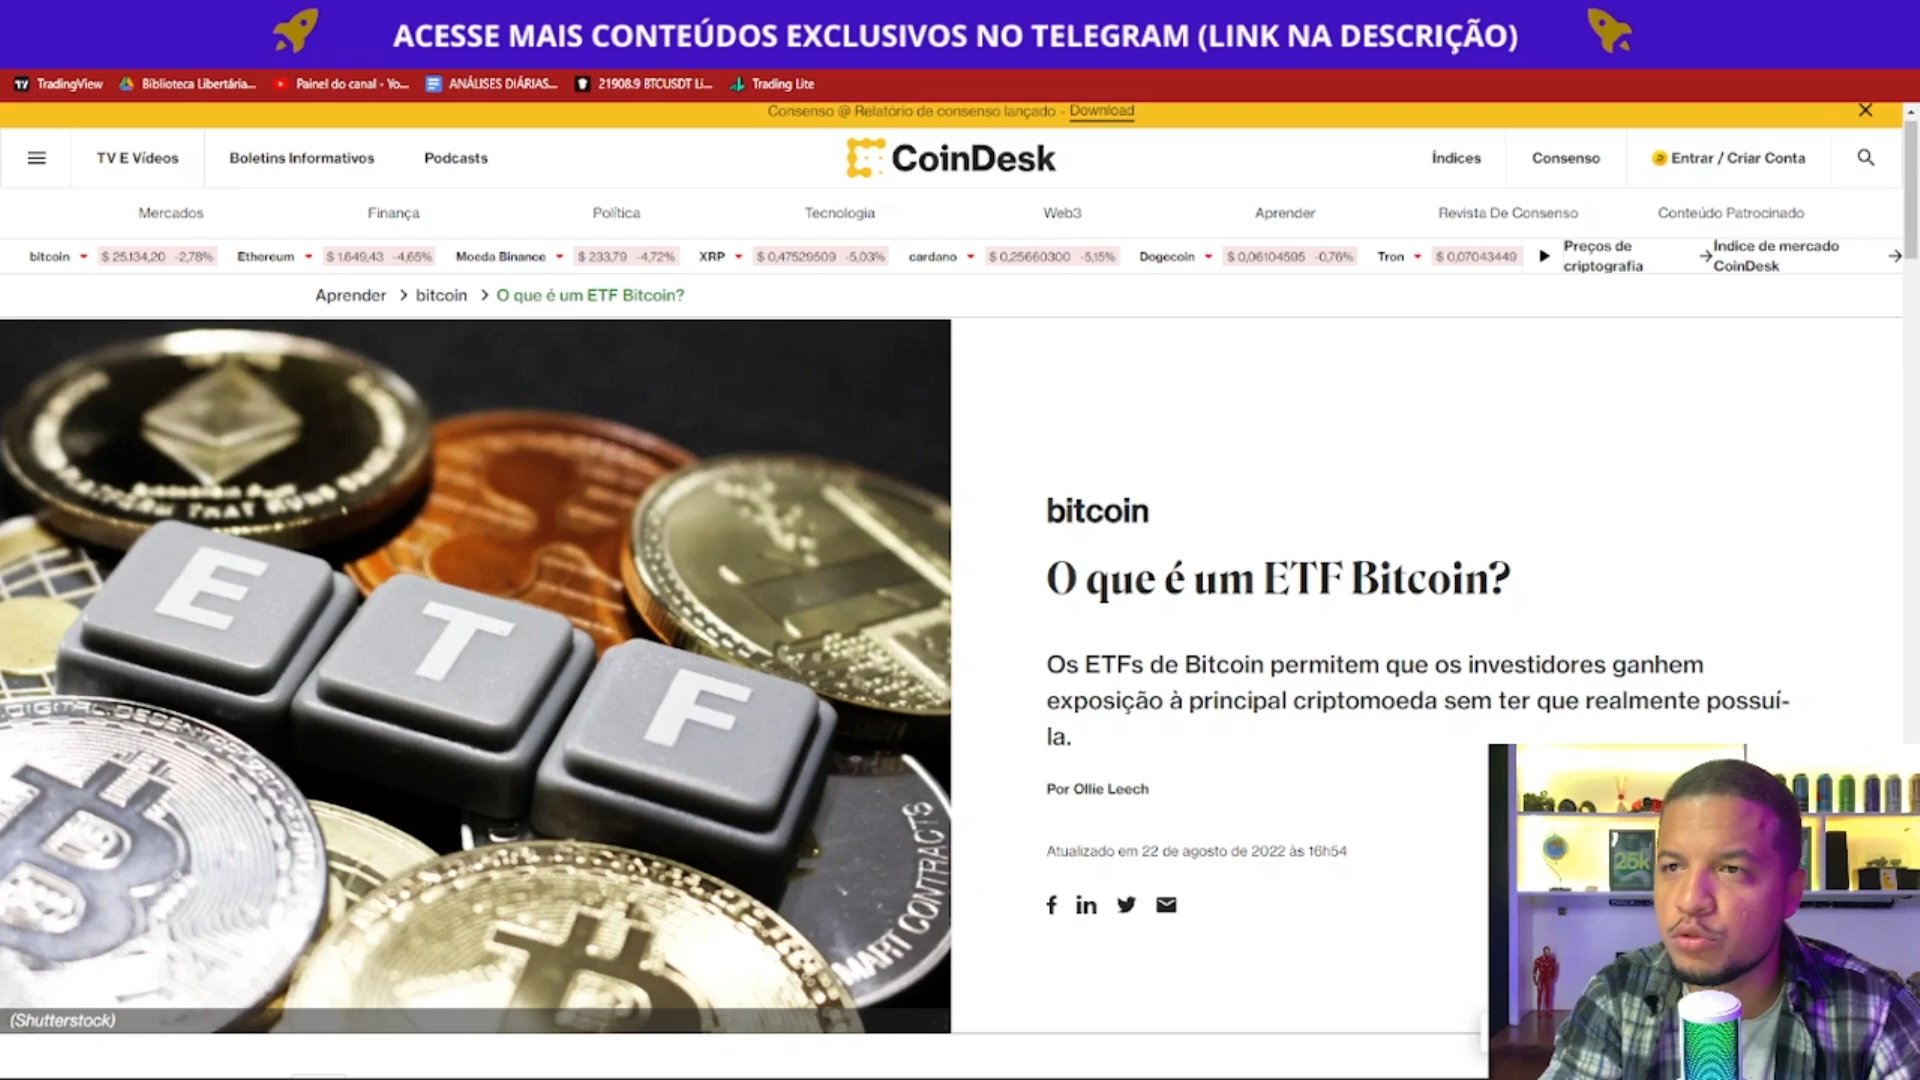 ACESSE MAIS CONTEÚDOS EXCLUSIVOS NO TELEGRAM (LINK NA DESCRIÇÃO)
TradingView
Biblioteca Libertária...
Painel do canal - Yo...
ANÁLISES DIÁRIAS...
21908.9 BTCUSDT Li...
Trading Lite
Consenso @ Relatório de consenso lançado - Download
TV E Vídeos
Boletins Informativos
Podcasts
CoinDesk
Índices
Consenso
Entrar / Criar Conta
Mercados
Finança
Política
Tecnologia
Web3
Aprender
Revista De Consenso
Conteúdo Patrocinado
bitcoin $ 25.134,20 -2,78%
Ethereum $ 1.649,43 -4,65%
Moeda Binance $ 233,79 -4,72%
XRP $ 0,47529509 -5,03%
cardano $ 0,25660300 -5,15%
Dogecoin $ 0,06104595 -0,76%
Tron $ 0,07043449
Preços de
criptografia
Índice de mercado
CoinDesk
Aprender > bitcoin > O que é um ETF Bitcoin?
E T F
SMART CONTRACTS
(Shutterstock)
bitcoin
O que é um ETF Bitcoin?
Os ETFs de Bitcoin permitem que os investidores ganhem
exposição à principal criptomoeda sem ter que realmente possuí-
la.
Por Ollie Leech
Atualizado em 22 de agosto de 2022 às 16h54
25k